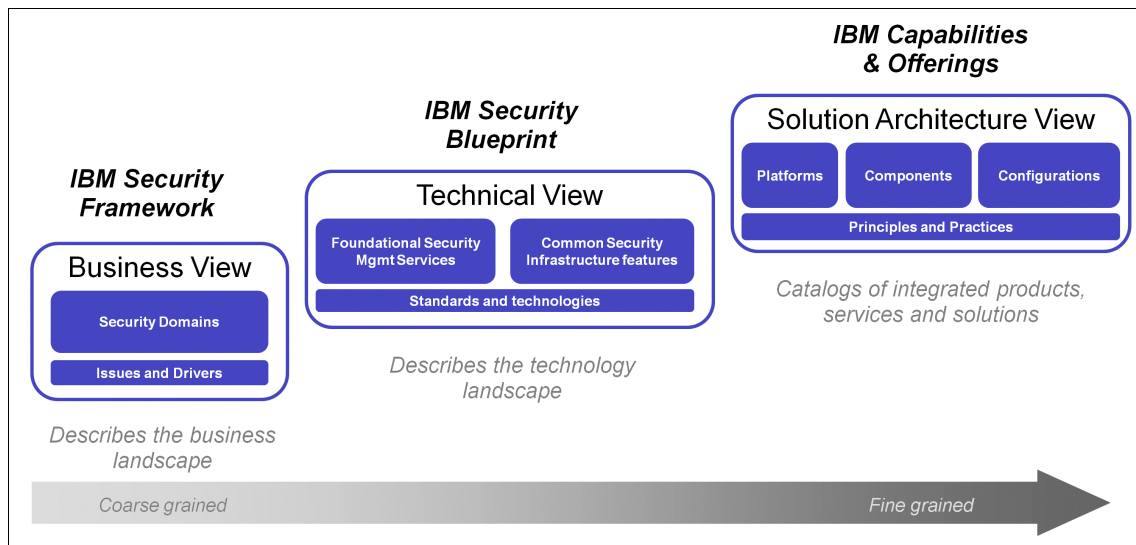 IBM Security
Framework
Business View
Security Domains
Issues and Drivers
Describes the business
landscape
IBM Security
Blueprint
Technical View
Foundational Security
Mgmt Services
Common Security
Infrastructure features
Standards and technologies
Describes the technology
landscape
IBM Capabilities
& Offerings
Solution Architecture View
Platforms
Components
Configurations
Principles and Practices
Catalogs of integrated products,
services and solutions
Coarse grained
Fine grained